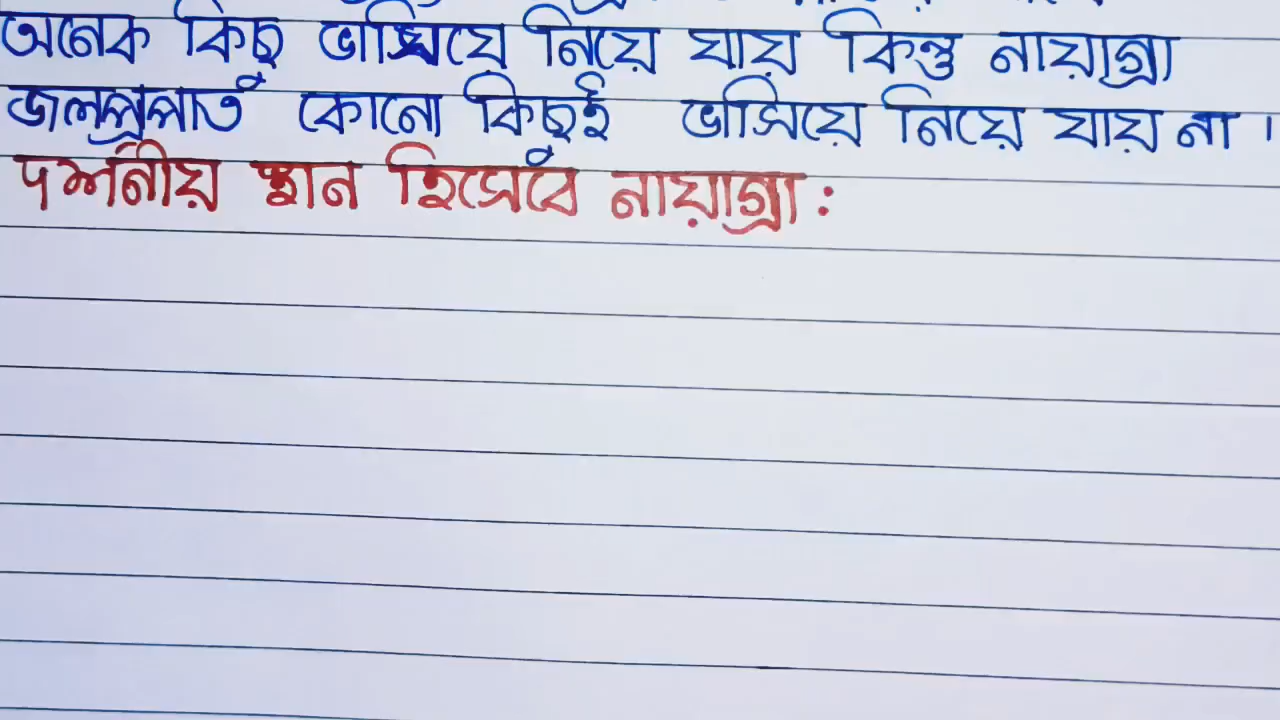 অনেক কিছু ভাসিয়ে নিয়ে যায় কিন্তু নায়াগ্রা
জলপ্রপাত কোনো কিছুই ভাসিয়ে নিয়ে যায় না।
দর্শনীয় স্থান হিসেবে নায়াগ্রা :